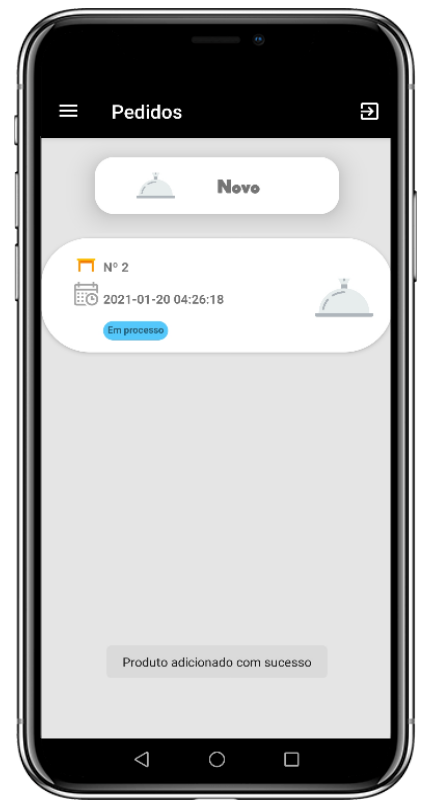 Pedidos
Novo
Nº 2
2021-01-20 04:26:18
Em processo
Produto adicionado com sucesso